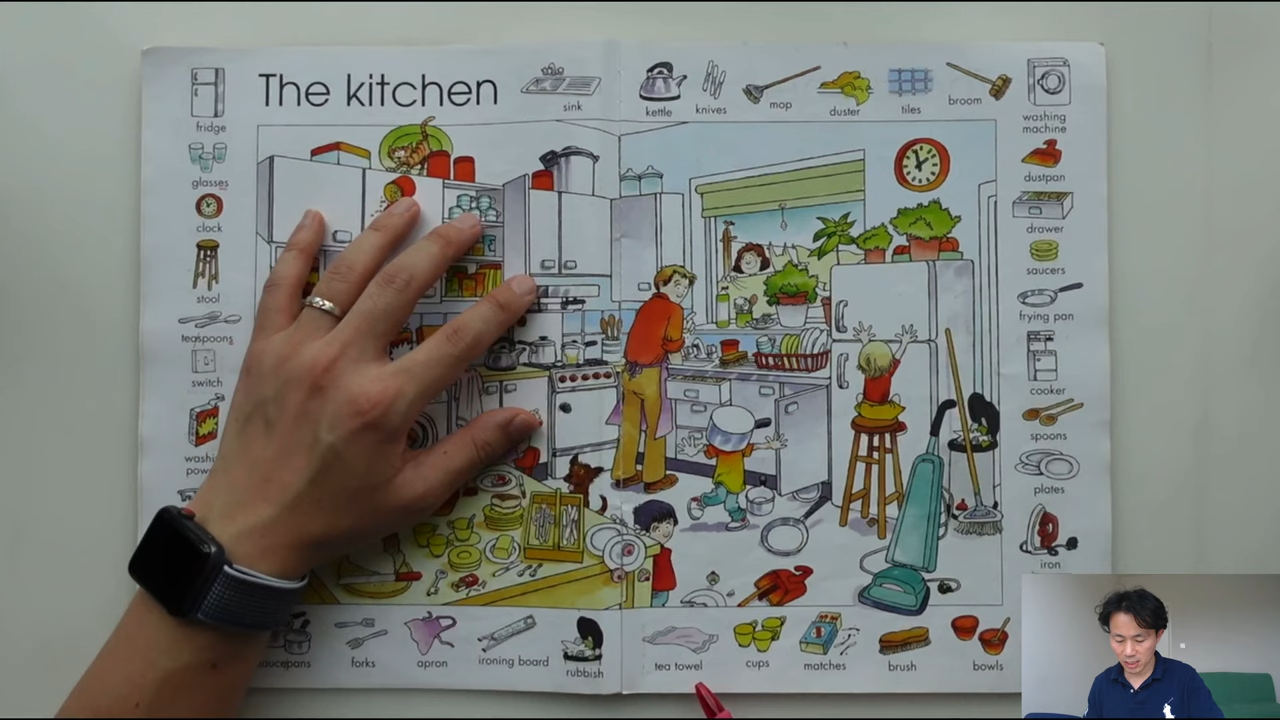 The kitchen
sink
kettle
knives
mop
duster
tiles
broom
washing
machine
fridge
glasses
clock
stool
teaspoons
switch
dustpan
drawer
saucers
frying pan
cooker
spoons
plates
iron
forks
apron
ironing board
rubbish
tea towel
cups
matches
brush
bowls